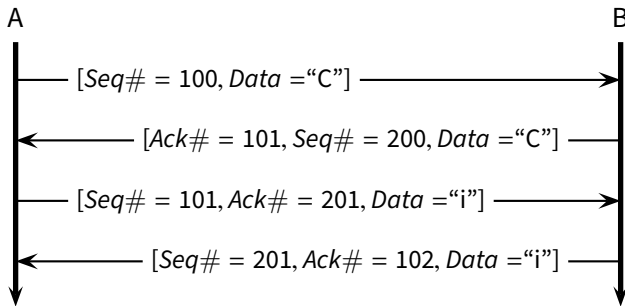 A B
[Seq# = 100, Data =“C”]
[Ack# = 101, Seq# = 200, Data =“C”]
[Seq# = 101, Ack# = 201, Data =“i”]
[Seq# = 201, Ack# = 102, Data =“i”]